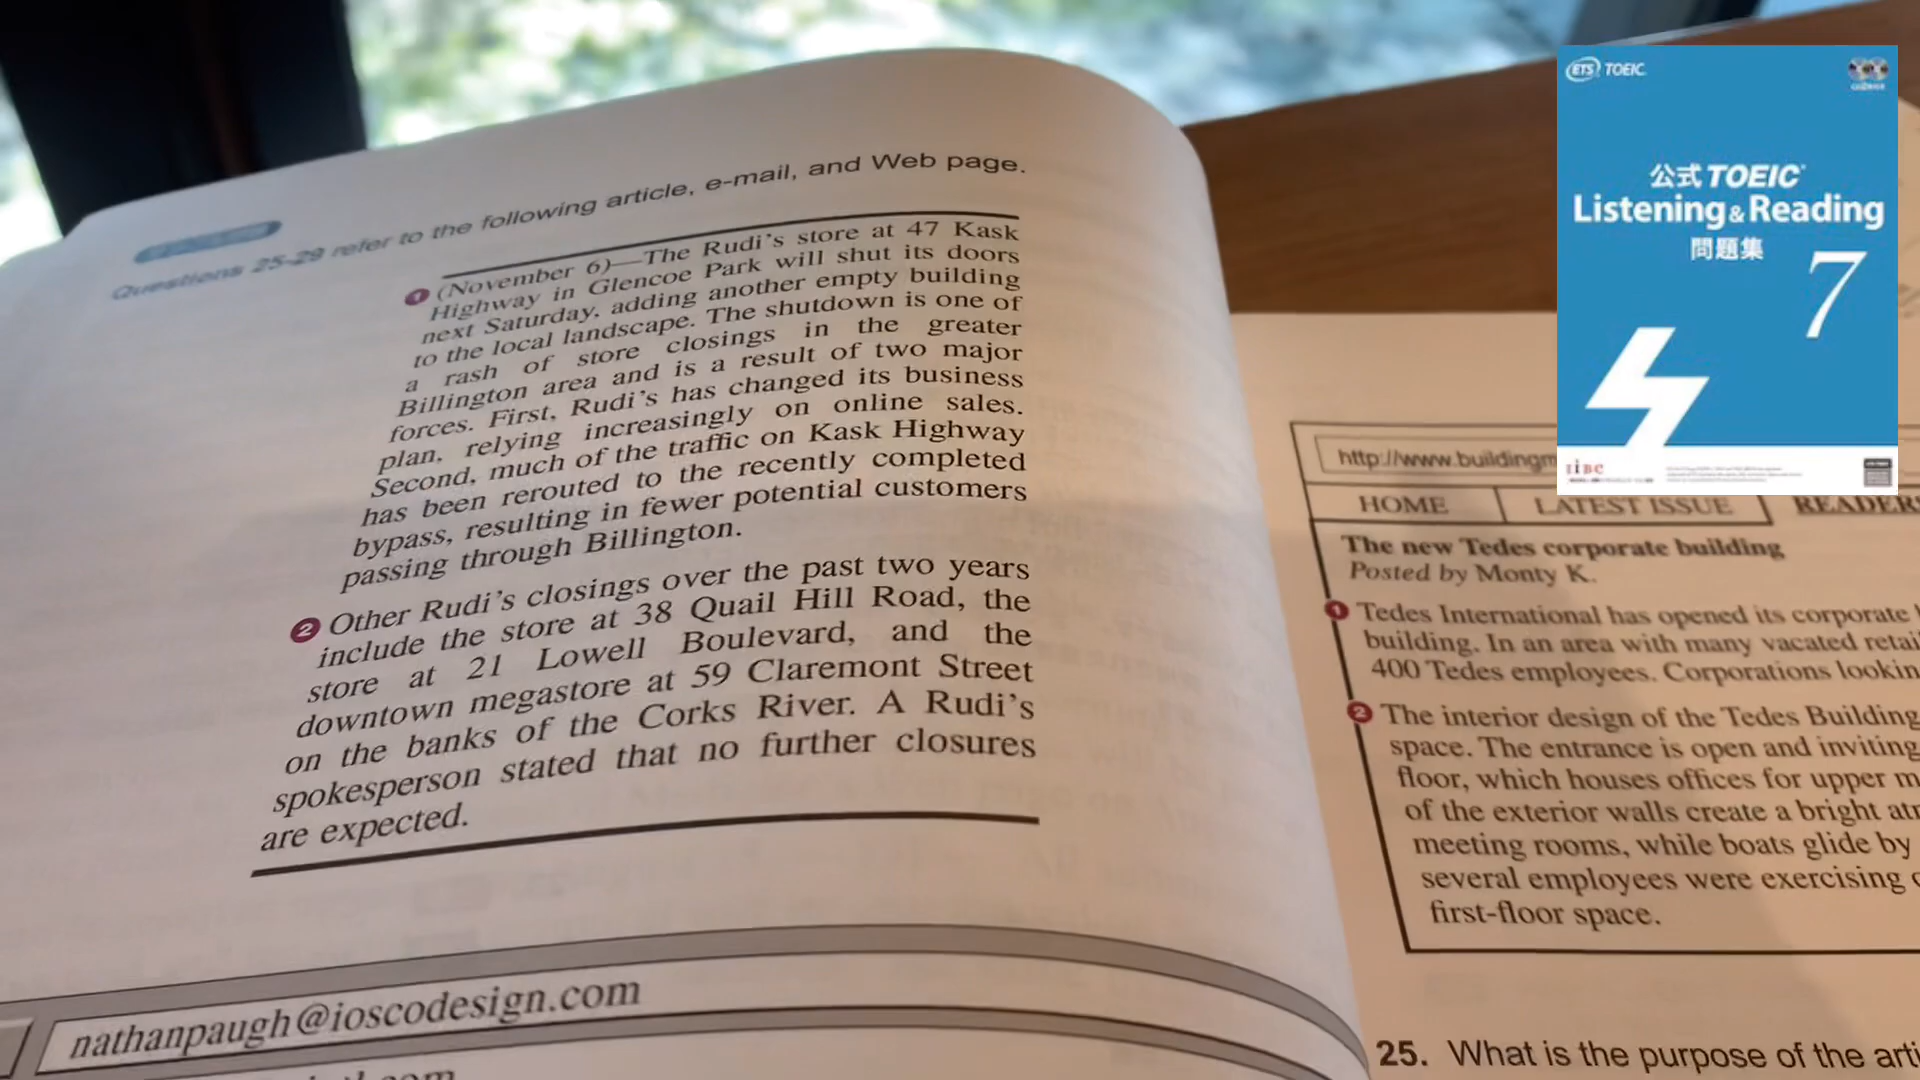 Questions 25-29 refer to the following article, e-mail, and Web page.
1 (November 6)—The Rudi's store at 47 Kask
Highway in Glencoe Park will shut its doors
next Saturday, adding another empty building
to the local landscape. The shutdown is one of
a rash of store closings in the greater
Billington area and is a result of two major
forces. First, Rudi's has changed its business
plan, relying increasingly on online sales.
Second, much of the traffic on Kask Highway
has been rerouted to the recently completed
bypass, resulting in fewer potential customers
passing through Billington.
2 Other Rudi's closings over the past two years
include the store at 38 Quail Hill Road, the
store at 21 Lowell Boulevard, and the
downtown megastore at 59 Claremont Street
on the banks of the Corks River. A Rudi's
spokesperson stated that no further closures
are expected.
nathanpaugh@ioscodesign.com
http://www.buildingm
HOME LATEST ISSUE READERS
The new Tedes corporate building
Posted by Monty K.
1 Tedes International has opened its corporate
building. In an area with many vacated retai
400 Tedes employees. Corporations lookin
2 The interior design of the Tedes Building
space. The entrance is open and inviting
floor, which houses offices for upper m
of the exterior walls create a bright atr
meeting rooms, while boats glide by
several employees were exercising
first-floor space.
25. What is the purpose of the arti
ETS TOEIC
公式 TOEIC
Listening & Reading
問題集
7
iBC